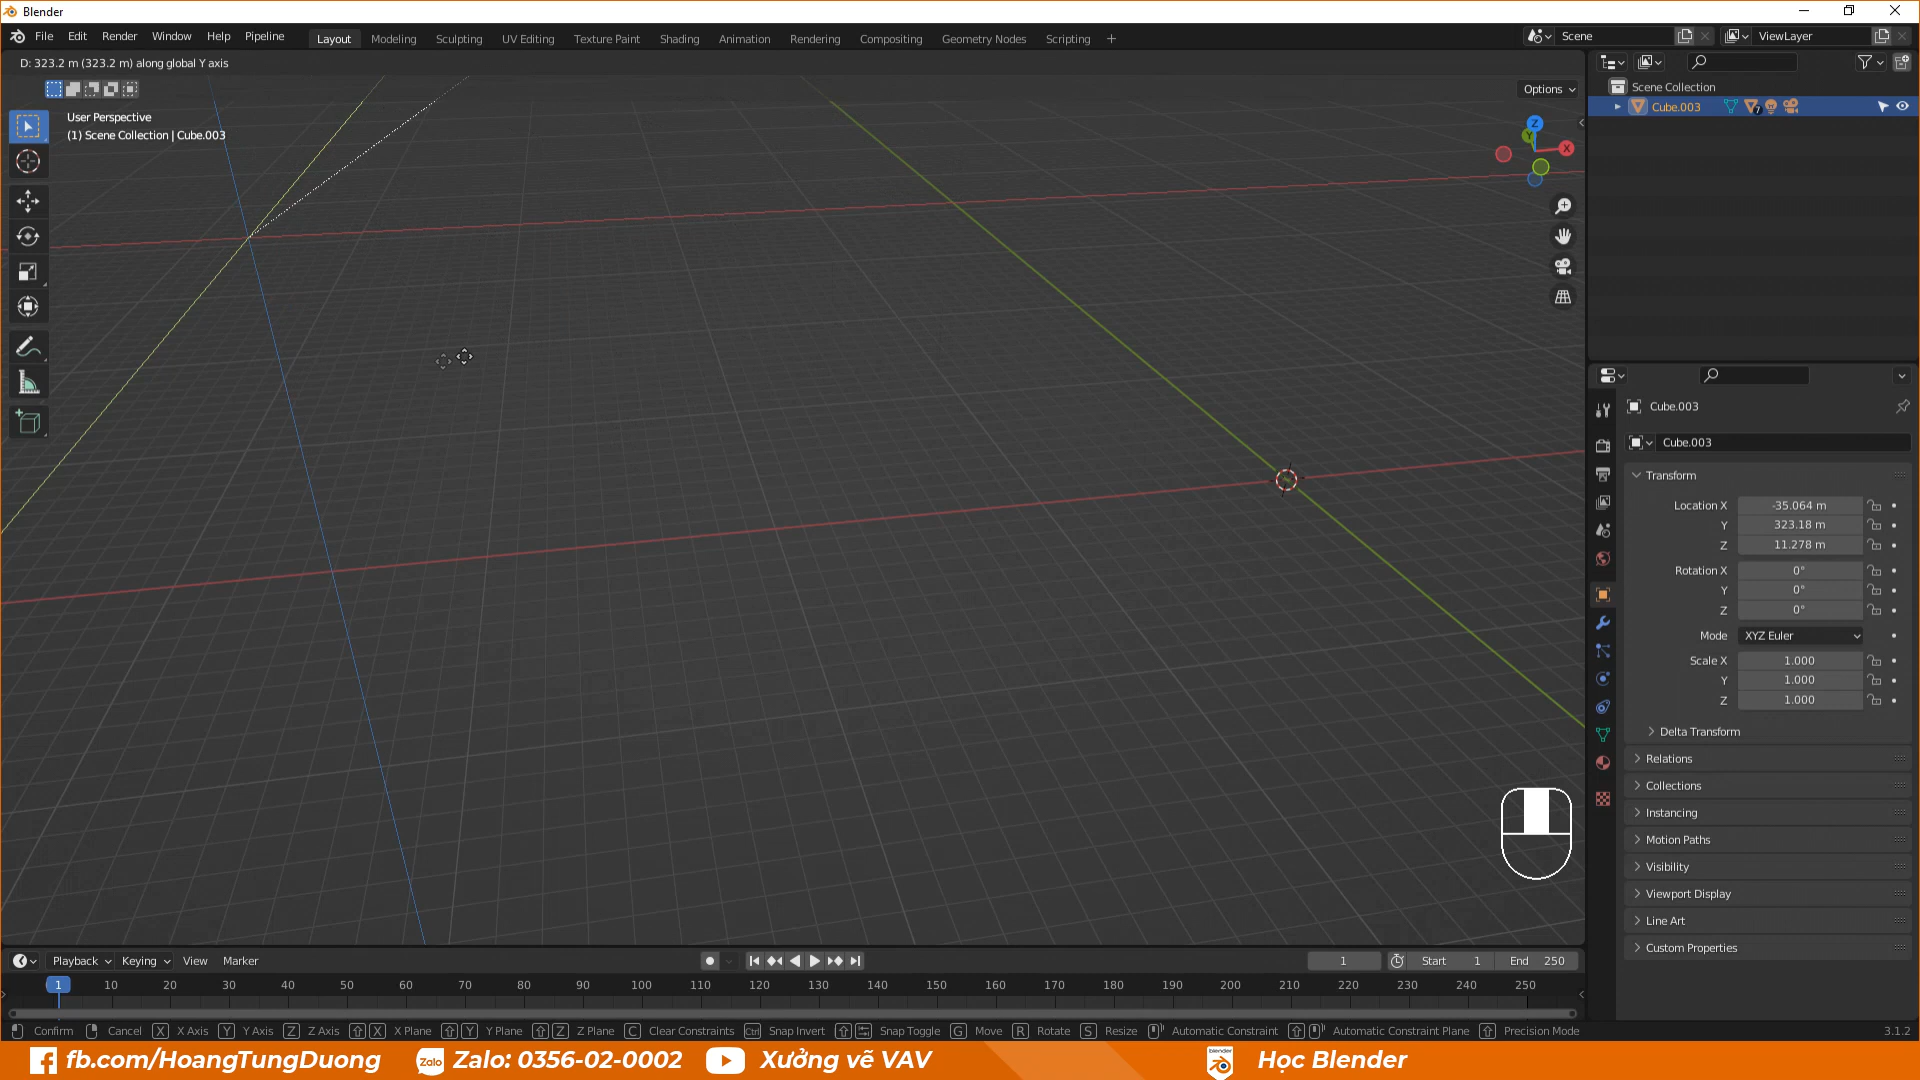 Blender
File Edit Render Window Help Pipeline Layout Modeling Sculpting UV Editing Texture Paint Shading Animation Rendering Compositing Geometry Nodes Scripting + Scene ViewLayer
D: 323.2 m (323.2 m) along global Y axis
Options
User Perspective
(1) Scene Collection | Cube.003
Z
Y
X
Scene Collection
Cube.003
7
Cube.003
Cube.003
Transform
Location X -35.064 m
Y 323.18 m
Z 11.278 m
Rotation X 0°
Y 0°
Z 0°
Mode XYZ Euler
Scale X 1.000
Y 1.000
Z 1.000
Delta Transform
Relations
Collections
Instancing
Motion Paths
Visibility
Viewport Display
Line Art
Custom Properties
Playback Keying View Marker 1 Start 1 End 250
1 10 20 30 40 50 60 70 80 90 100 110 120 130 140 150 160 170 180 190 200 210 220 230 240 250
Confirm Cancel X X Axis Y Y Axis Z Z Axis X X Plane Y Y Plane Z Z Plane C Clear Constraints Ctrl Snap Invert Snap Toggle G Move R Rotate S Resize Automatic Constraint Automatic Constraint Plane Precision Mode 3.1.2
fb.com/HoangTungDuong Zalo Zalo: 0356-02-0002 Xưởng vẽ VAV blender Học Blender